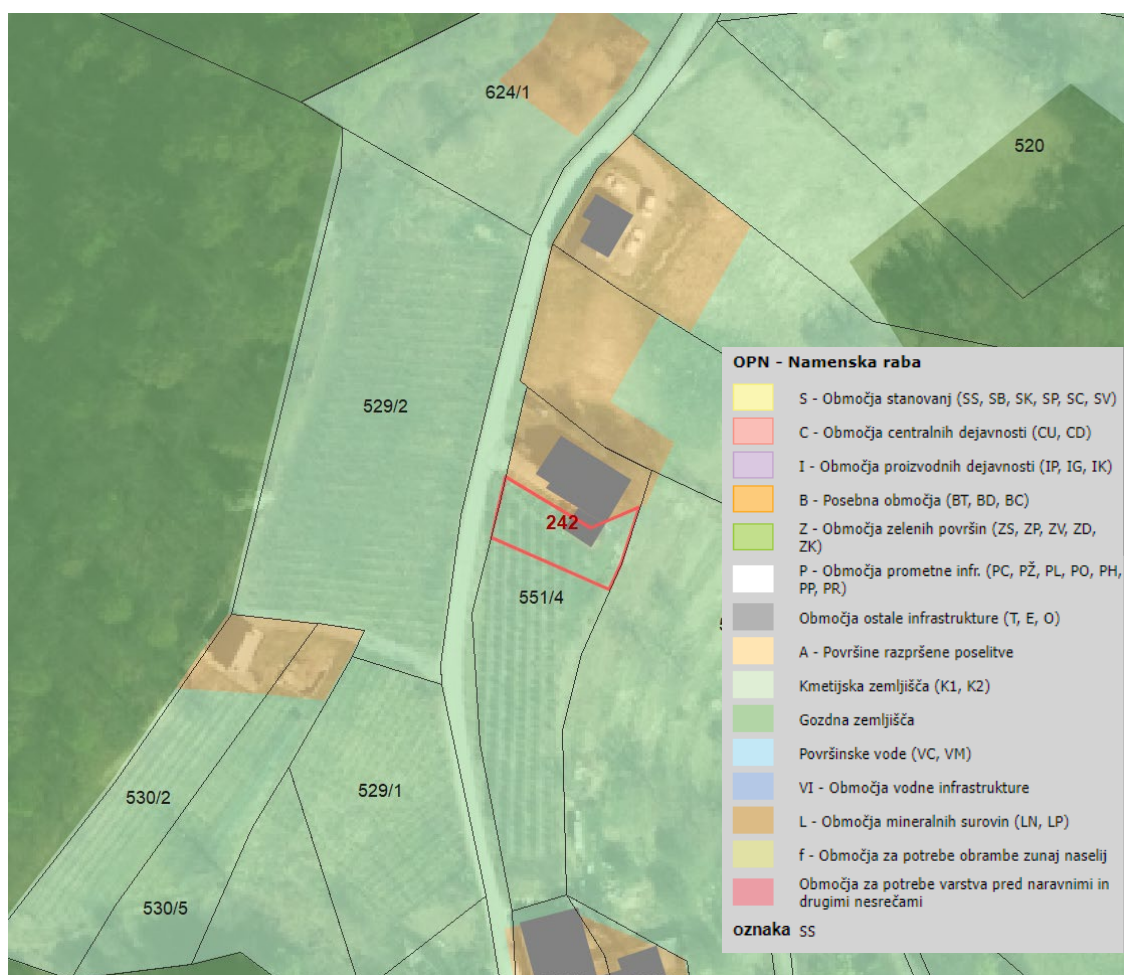 624/1
520
529/2
242
551/4
530/2
529/1
530/5
OPN - Namenska raba
S - Območja stanovanj (SS, SB, SK, SP, SC, SV)
C - Območja centralnih dejavnosti (CU, CD)
I - Območja proizvodnih dejavnosti (IP, IG, IK)
B - Posebna območja (BT, BD, BC)
Z - Območja zelenih površin (ZS, ZP, ZV, ZD,
ZK)
P - Območja prometne infr. (PC, PŽ, PL, PO, PH,
PP, PR)
Območja ostale infrastrukture (T, E, O)
A - Površine razpršene poselitve
Kmetijska zemljišča (K1, K2)
Gozdna zemljišča
Površinske vode (VC, VM)
VI - Območja vodne infrastrukture
L - Območja mineralnih surovin (LN, LP)
f - Območja za potrebe obrambe zunaj naselij
Območja za potrebe varstva pred naravnimi in
drugimi nesrečami
oznaka SS